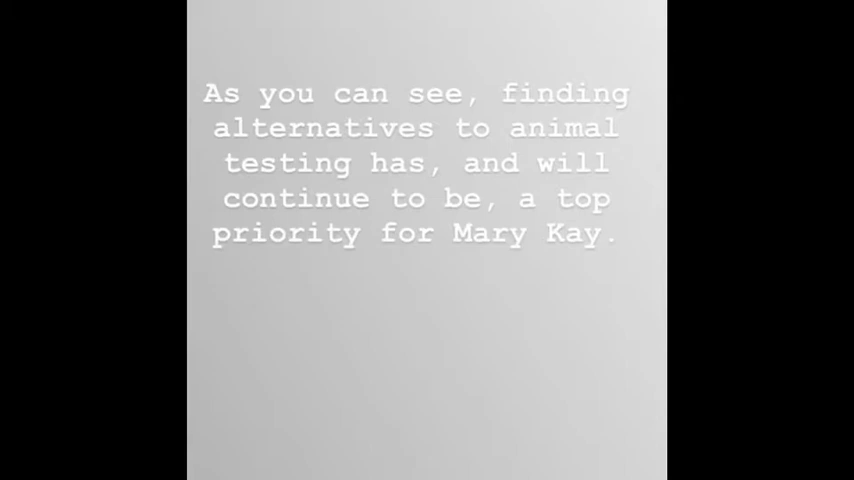 As you can see, finding
alternatives to animal
testing has, and will
continue to be, a top
priority for Mary Kay.